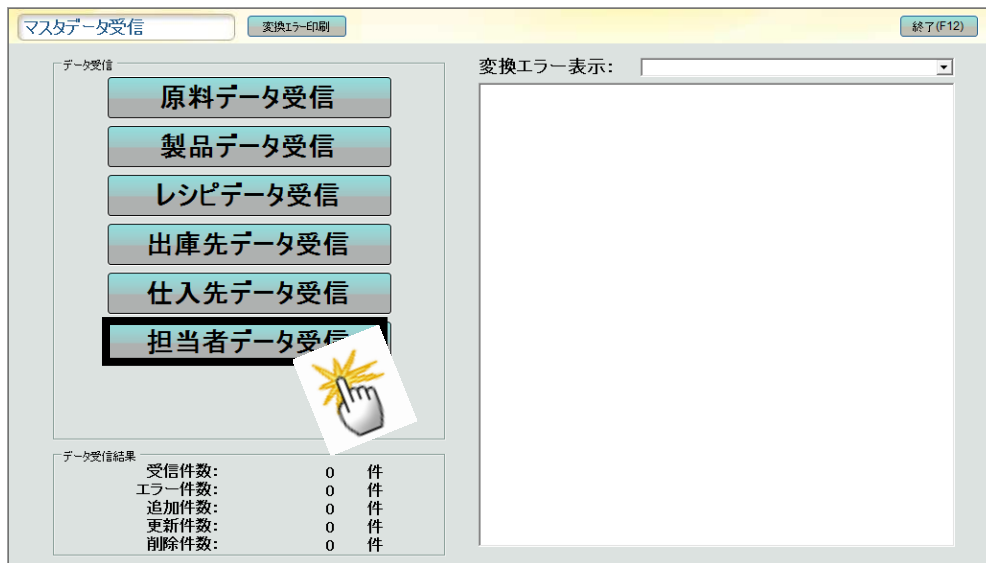 マスタデータ受信
変換エラー印刷
終了(F12)
データ受信
原料データ受信
製品データ受信
レシピデータ受信
出庫先データ受信
仕入先データ受信
担当者データ受信
変換エラー表示:
データ受信結果
受信件数: 0 件
エラー件数: 0 件
追加件数: 0 件
更新件数: 0 件
削除件数: 0 件